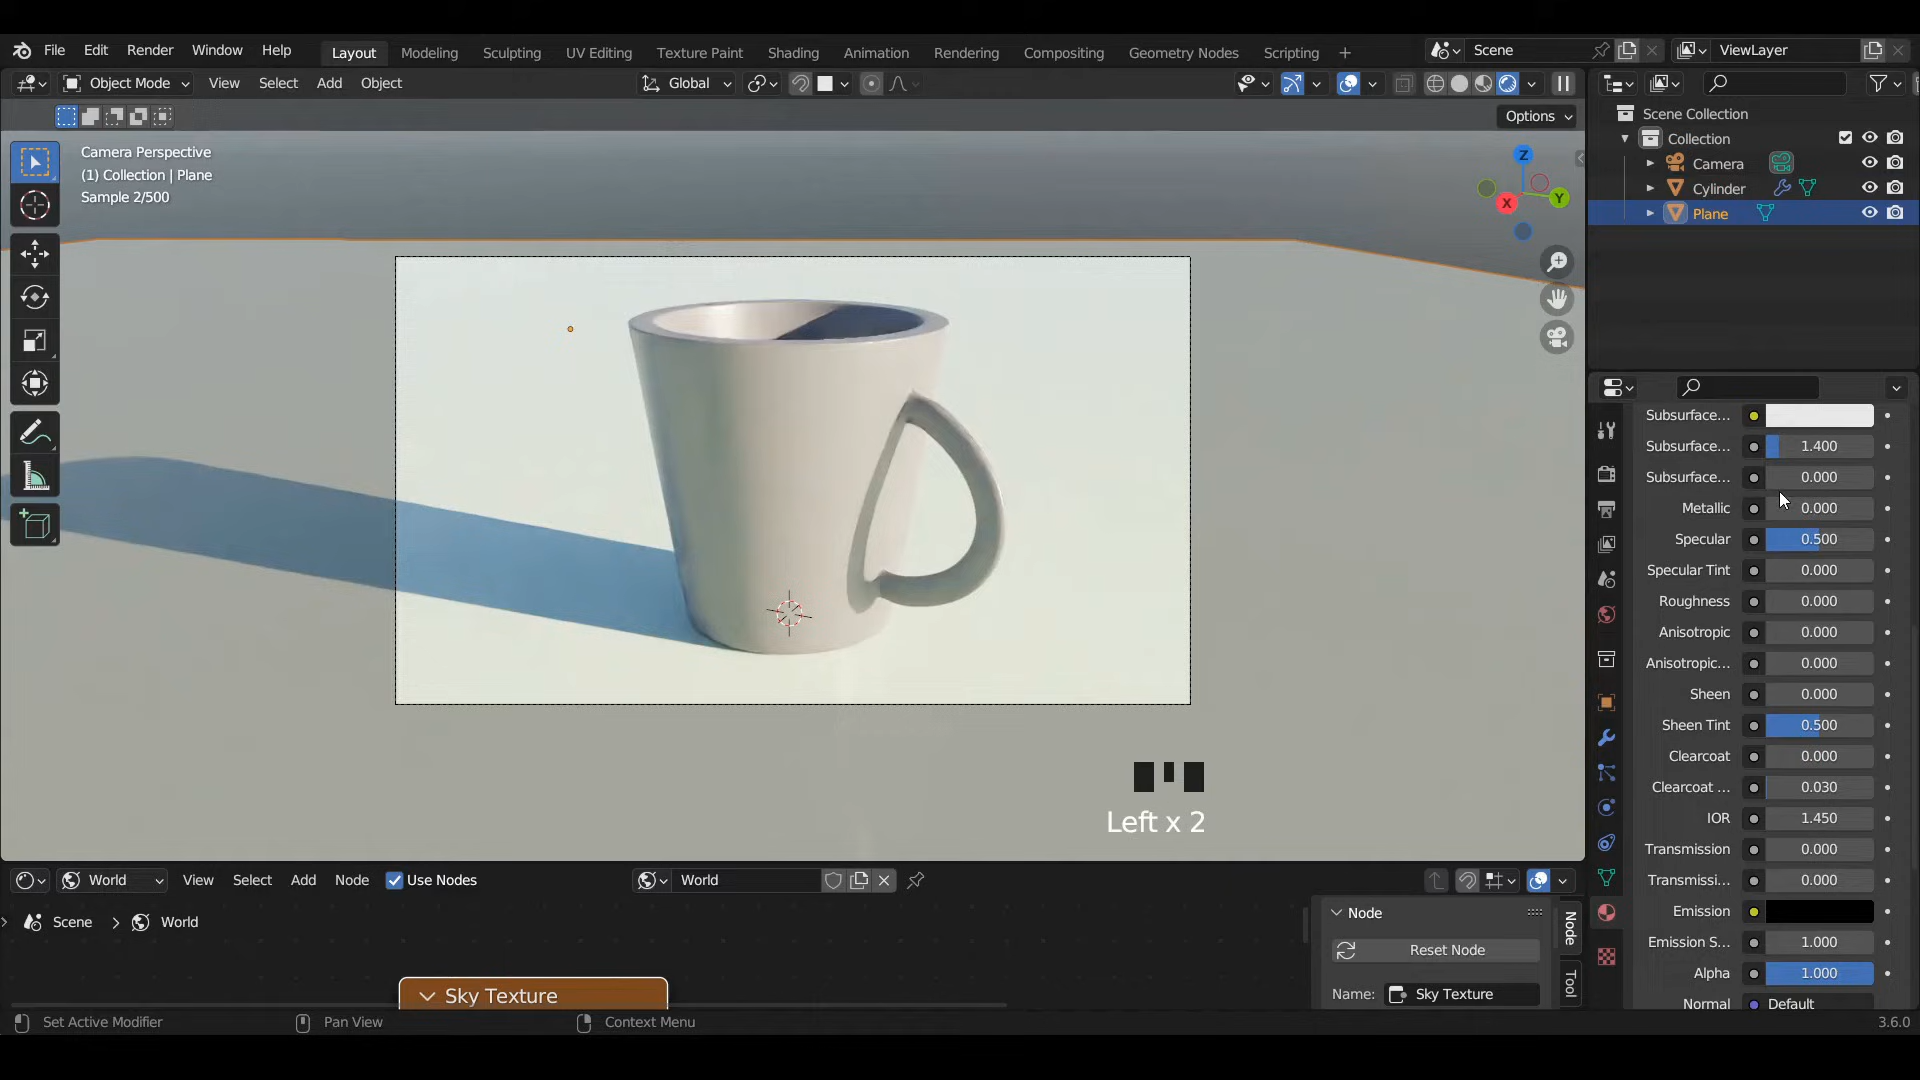 File Edit Render Window Help Layout Modeling Sculpting UV Editing Texture Paint Shading Animation Rendering Compositing Geometry Nodes Scripting + Scene ViewLayer
Object Mode View Select Add Object Global
Options
Camera Perspective
(1) Collection | Plane
Sample 2/500
Z
Y
X
Scene Collection
Collection
Camera
Cylinder
Plane
Subsurface...
Subsurface... 1.400
Subsurface... 0.000
Metallic 0.000
Specular 0.500
Specular Tint 0.000
Roughness 0.000
Anisotropic 0.000
Anisotropic... 0.000
Sheen 0.000
Sheen Tint 0.500
Clearcoat 0.000
Clearcoat ... 0.030
IOR 1.450
Transmission 0.000
Transmissi... 0.000
Emission
Emission S... 1.000
Alpha 1.000
Normal Default
Left x 2
World View Select Add Node Use Nodes World
Scene > World
Sky Texture
Node
Reset Node
Name: Sky Texture
Node
Tool
Set Active Modifier Pan View Context Menu 3.6.0